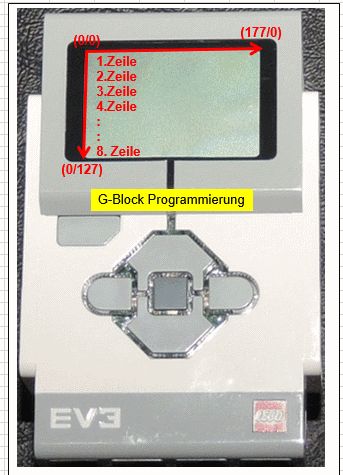 (0/0)
(177/0)
1.Zeile
2.Zeile
3.Zeile
4.Zeile
:
:
8. Zeile
(0/127)
G-Block Programmierung
EV3
LEGO